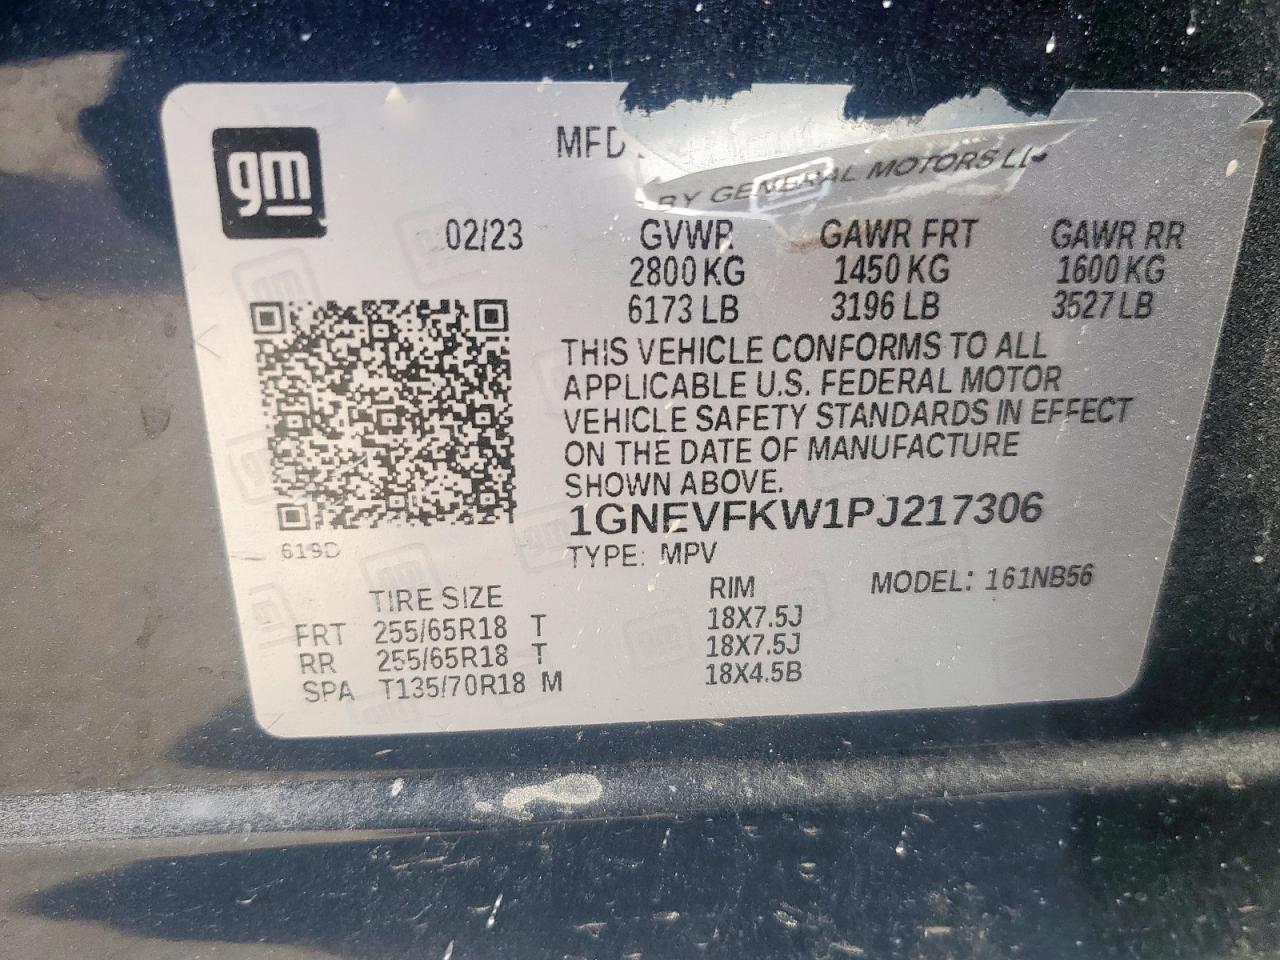 gm
MFD BY GENERAL MOTORS LL
02/23 GVWR GAWR FRT GAWR RR
2800 KG 1450 KG 1600 KG
6173 LB 3196 LB 3527 LB
THIS VEHICLE CONFORMS TO ALL
APPLICABLE U.S. FEDERAL MOTOR
VEHICLE SAFETY STANDARDS IN EFFECT
ON THE DATE OF MANUFACTURE
SHOWN ABOVE.
1GNEVFKW1PJ217306
619D
TYPE: MPV
MODEL: 161NB56
TIRE SIZE RIM
FRT 255/65R18 T 18X7.5J
RR 255/65R18 T 18X7.5J
SPA T135/70R18 M 18X4.5B